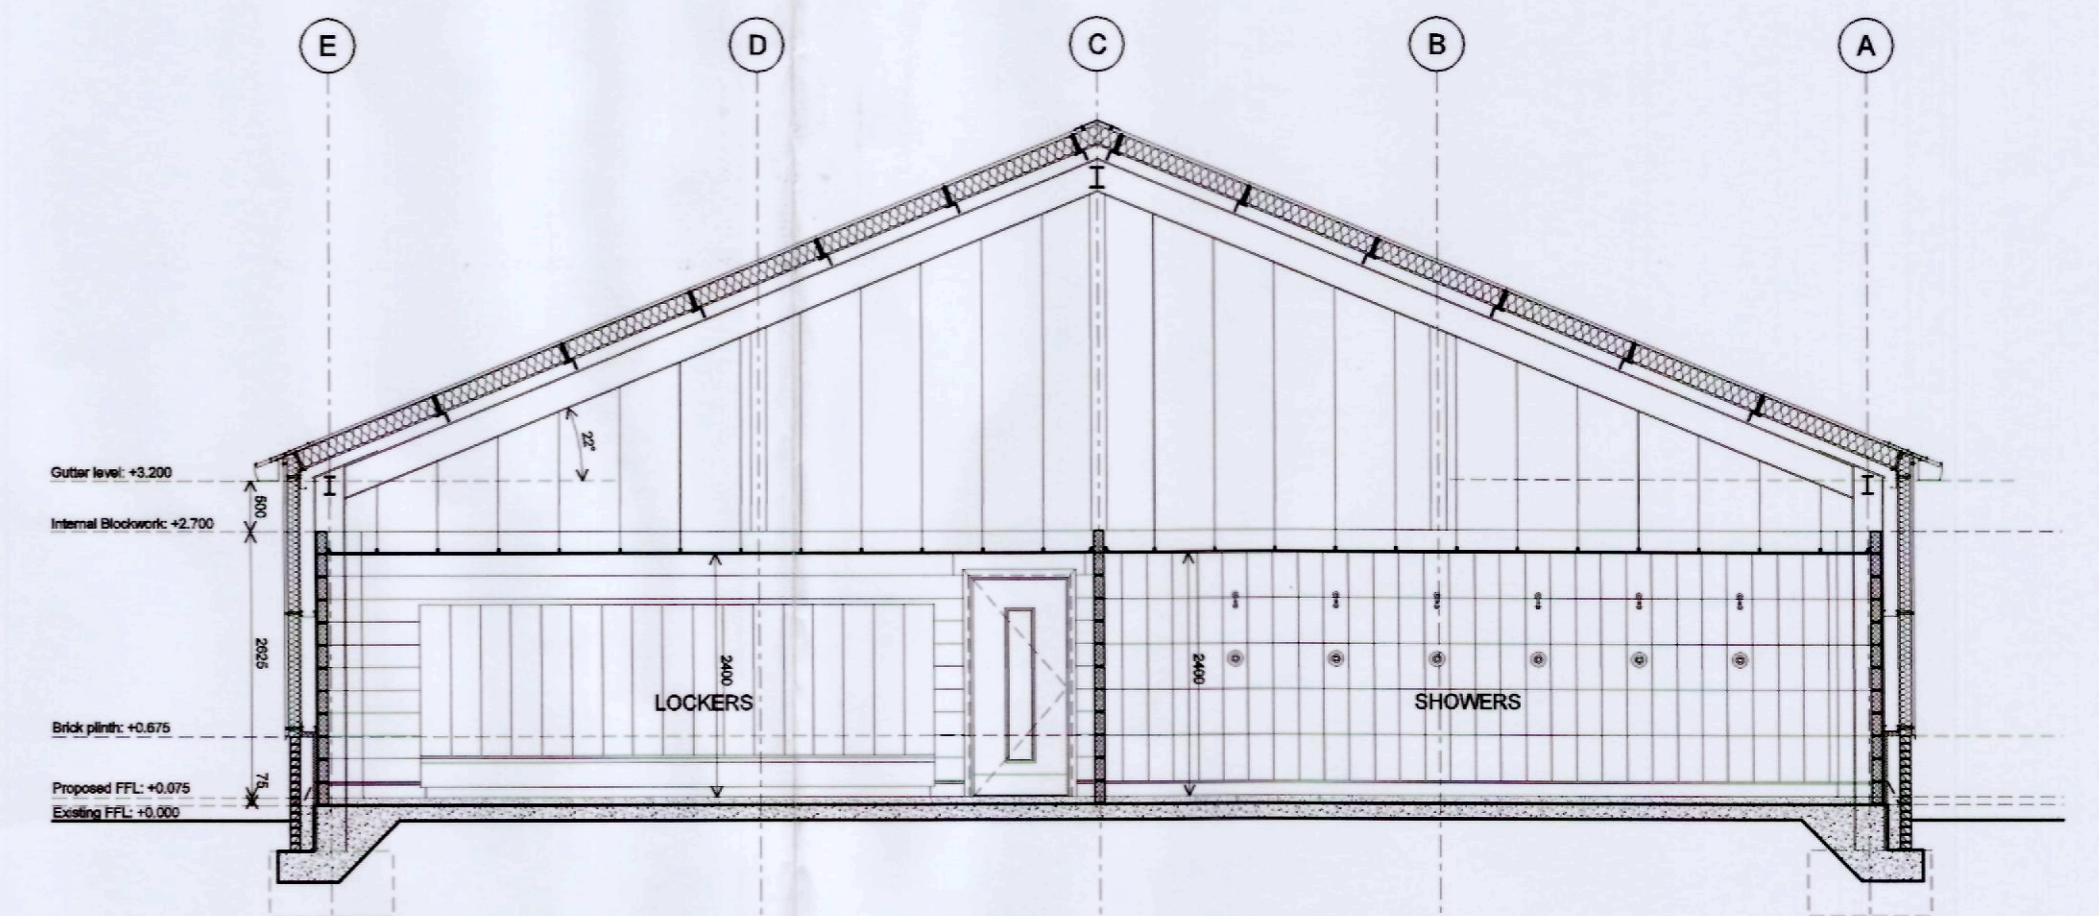 E D C B A
22°
Gutter level: +3.200
500
Internal Blockwork: +2.700
2625
2400
2400
LOCKERS
SHOWERS
Brick plinth: +0.675
75
Proposed FFL: +0.075
Existing FFL: +0.000